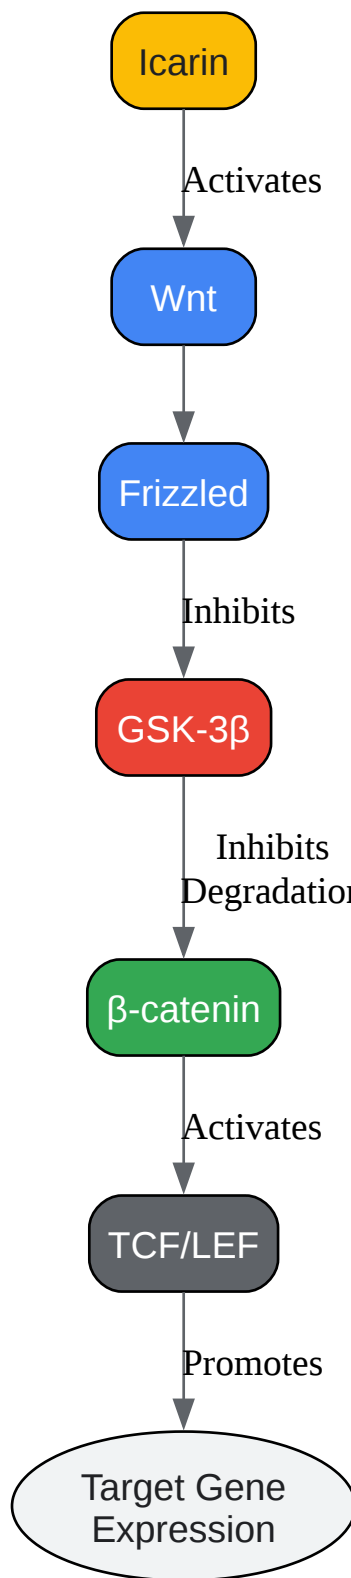 Icarin
Activates
Wnt
Frizzled
Inhibits
GSK-3β
Inhibits
Degradation
β-catenin
Activates
TCF/LEF
Promotes
Target Gene
Expression